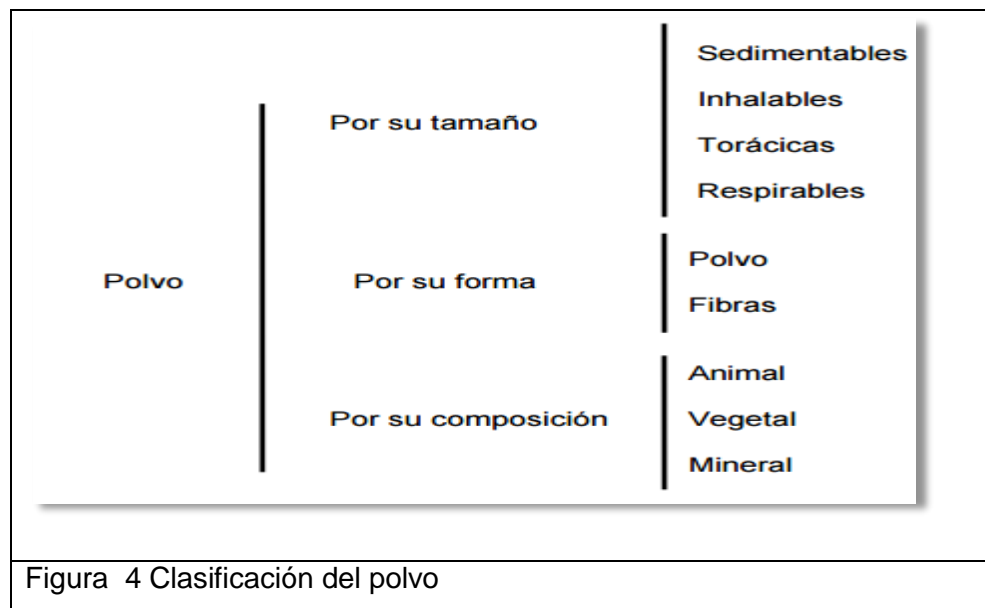 Polvo
Por su tamaño
Sedimentables
Inhalables
Torácicas
Respirables
Por su forma
Polvo
Fibras
Por su composición
Animal
Vegetal
Mineral
Figura 4 Clasificación del polvo